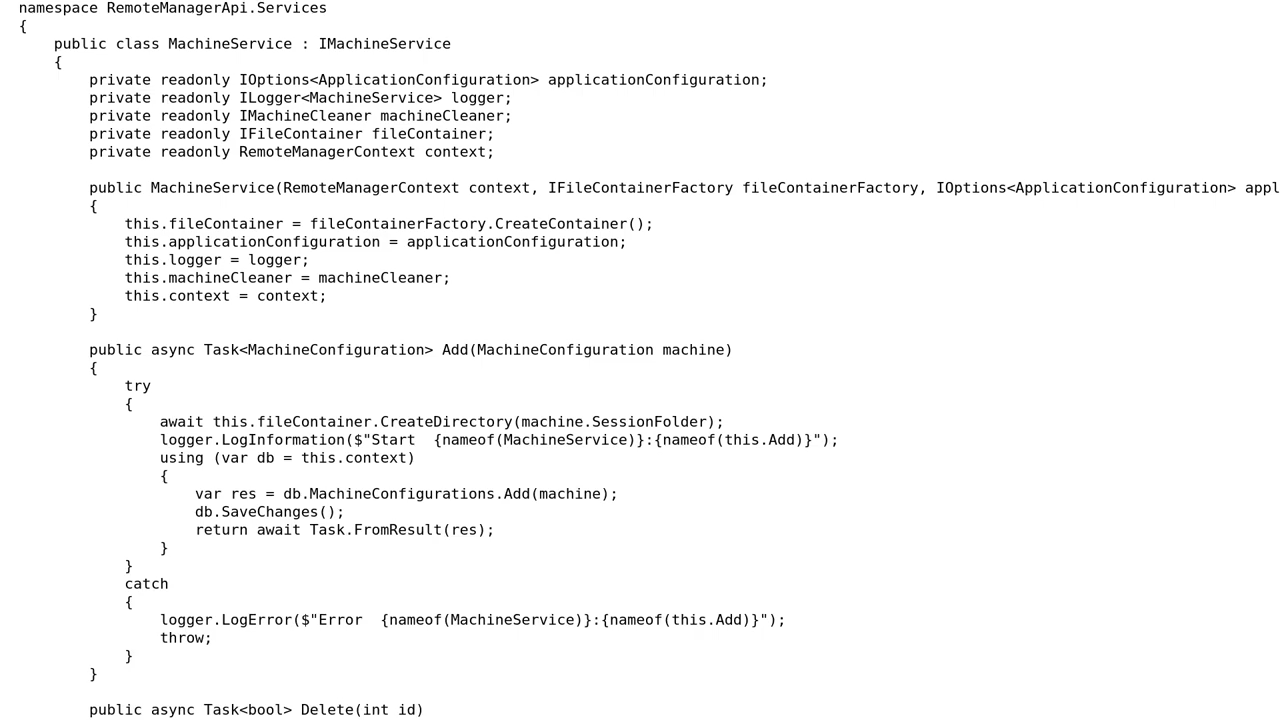 namespace RemoteManagerApi.Services
{
    public class MachineService : IMachineService
    {
        private readonly IOptions<ApplicationConfiguration> applicationConfiguration;
        private readonly ILogger<MachineService> logger;
        private readonly IMachineCleaner machineCleaner;
        private readonly IFileContainer fileContainer;
        private readonly RemoteManagerContext context;

        public MachineService(RemoteManagerContext context, IFileContainerFactory fileContainerFactory, IOptions<ApplicationConfiguration> appl
        {
            this.fileContainer = fileContainerFactory.CreateContainer();
            this.applicationConfiguration = applicationConfiguration;
            this.logger = logger;
            this.machineCleaner = machineCleaner;
            this.context = context;
        }

        public async Task<MachineConfiguration> Add(MachineConfiguration machine)
        {
            try
            {
                await this.fileContainer.CreateDirectory(machine.SessionFolder);
                logger.LogInformation($"Start  {nameof(MachineService)}:{nameof(this.Add)}");
                using (var db = this.context)
                {
                    var res = db.MachineConfigurations.Add(machine);
                    db.SaveChanges();
                    return await Task.FromResult(res);
                }
            }
            catch
            {
                logger.LogError($"Error  {nameof(MachineService)}:{nameof(this.Add)}");
                throw;
            }
        }

        public async Task<bool> Delete(int id)